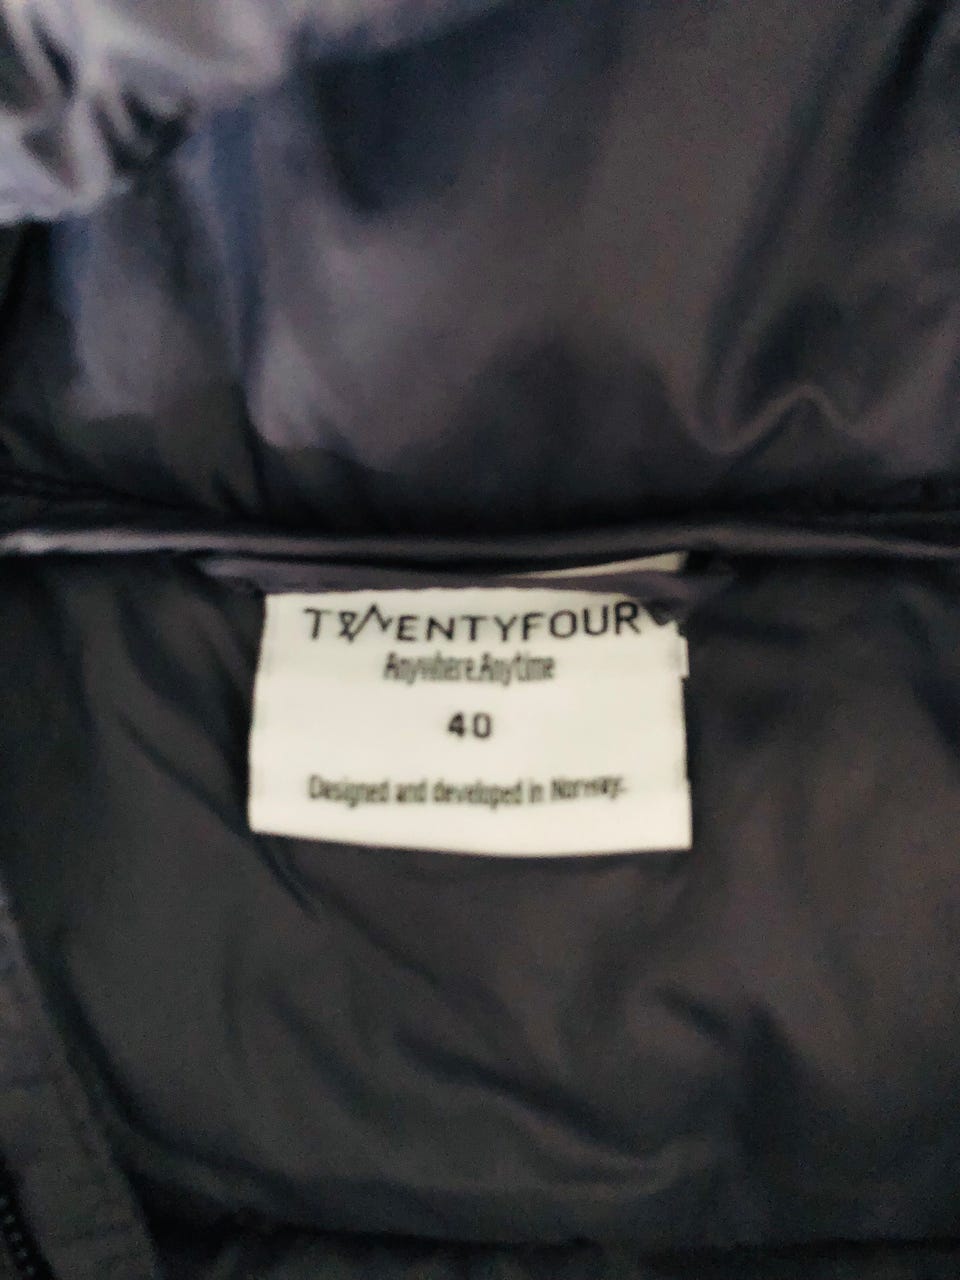 TWENTYFOUR
Anywhere.Anytime
40
Designed and developed in Norway.